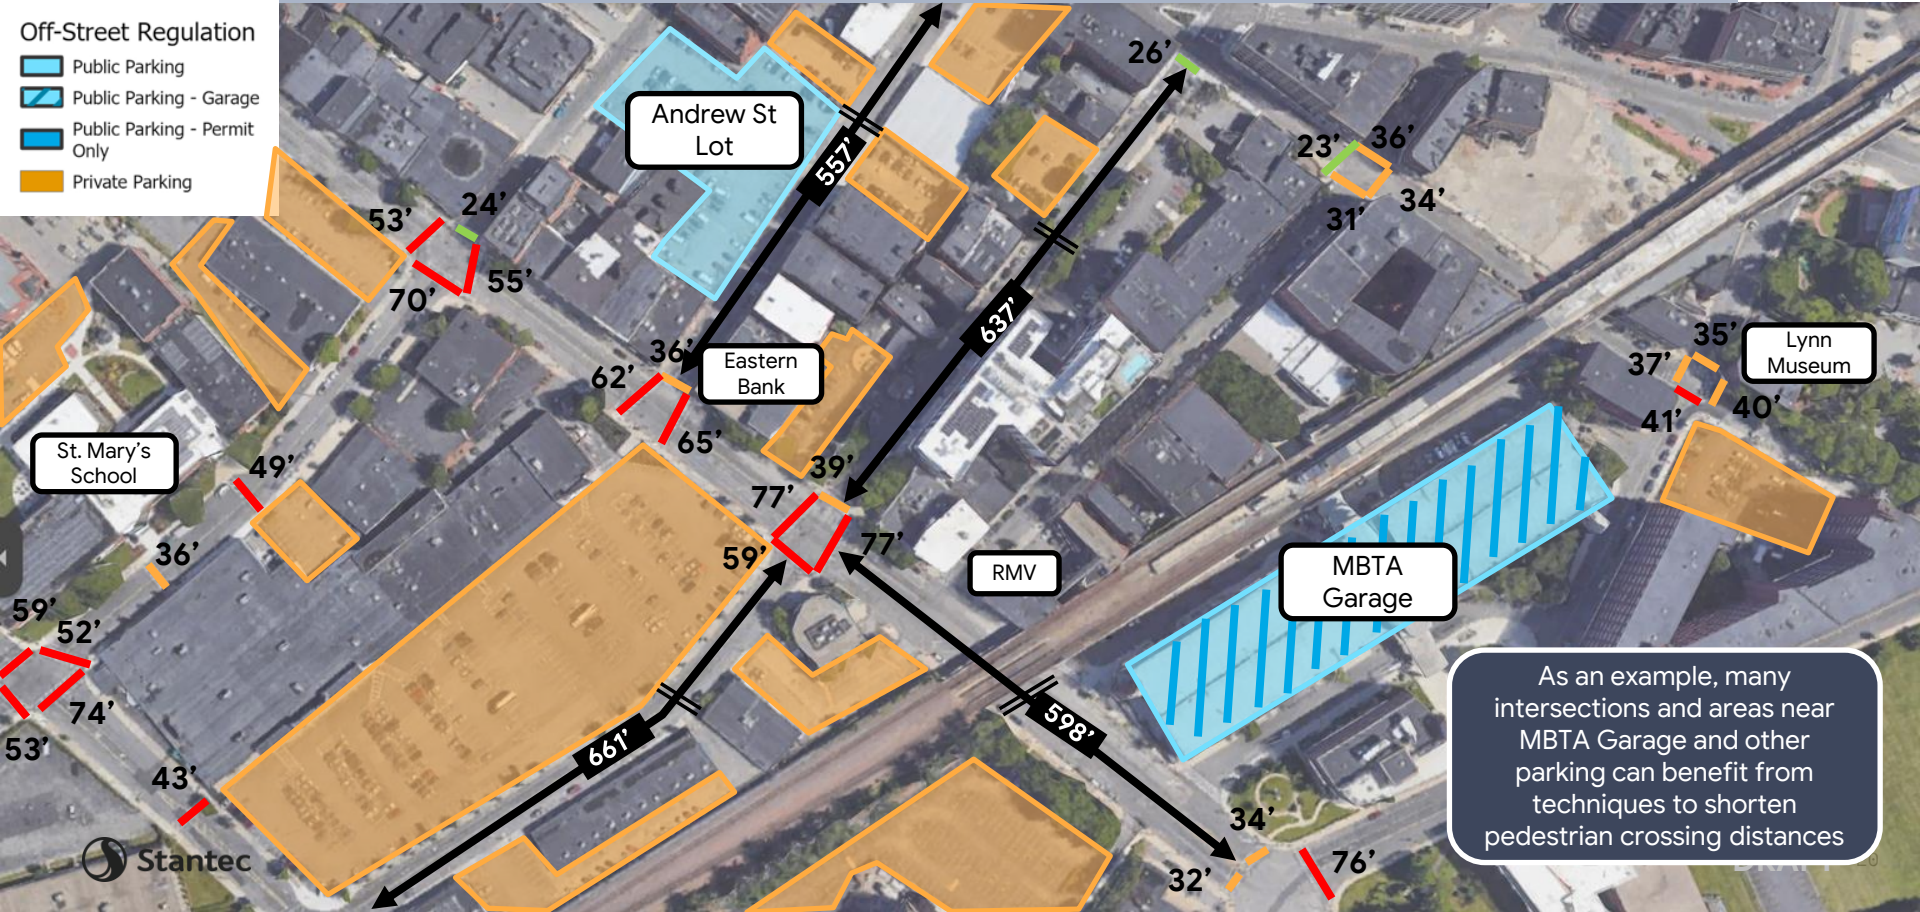 Off-Street Regulation
Public Parking
Public Parking - Garage
Public Parking - Permit
Only
Private Parking
Andrew St
Lot
557'
26'
637'
23'
36'
31'
34'
53'
24'
70'
55'
36'
62'
65'
Eastern
Bank
35'
37'
41'
40'
Lynn
Museum
St. Mary's
School
49'
36'
39'
77'
59'
77'
RMV
MBTA
Garage
59'
52'
74'
53'
43'
661'
598'
34'
32'
76'
As an example, many
intersections and areas near
MBTA Garage and other
parking can benefit from
techniques to shorten
pedestrian crossing distances
Stantec
DRAFT